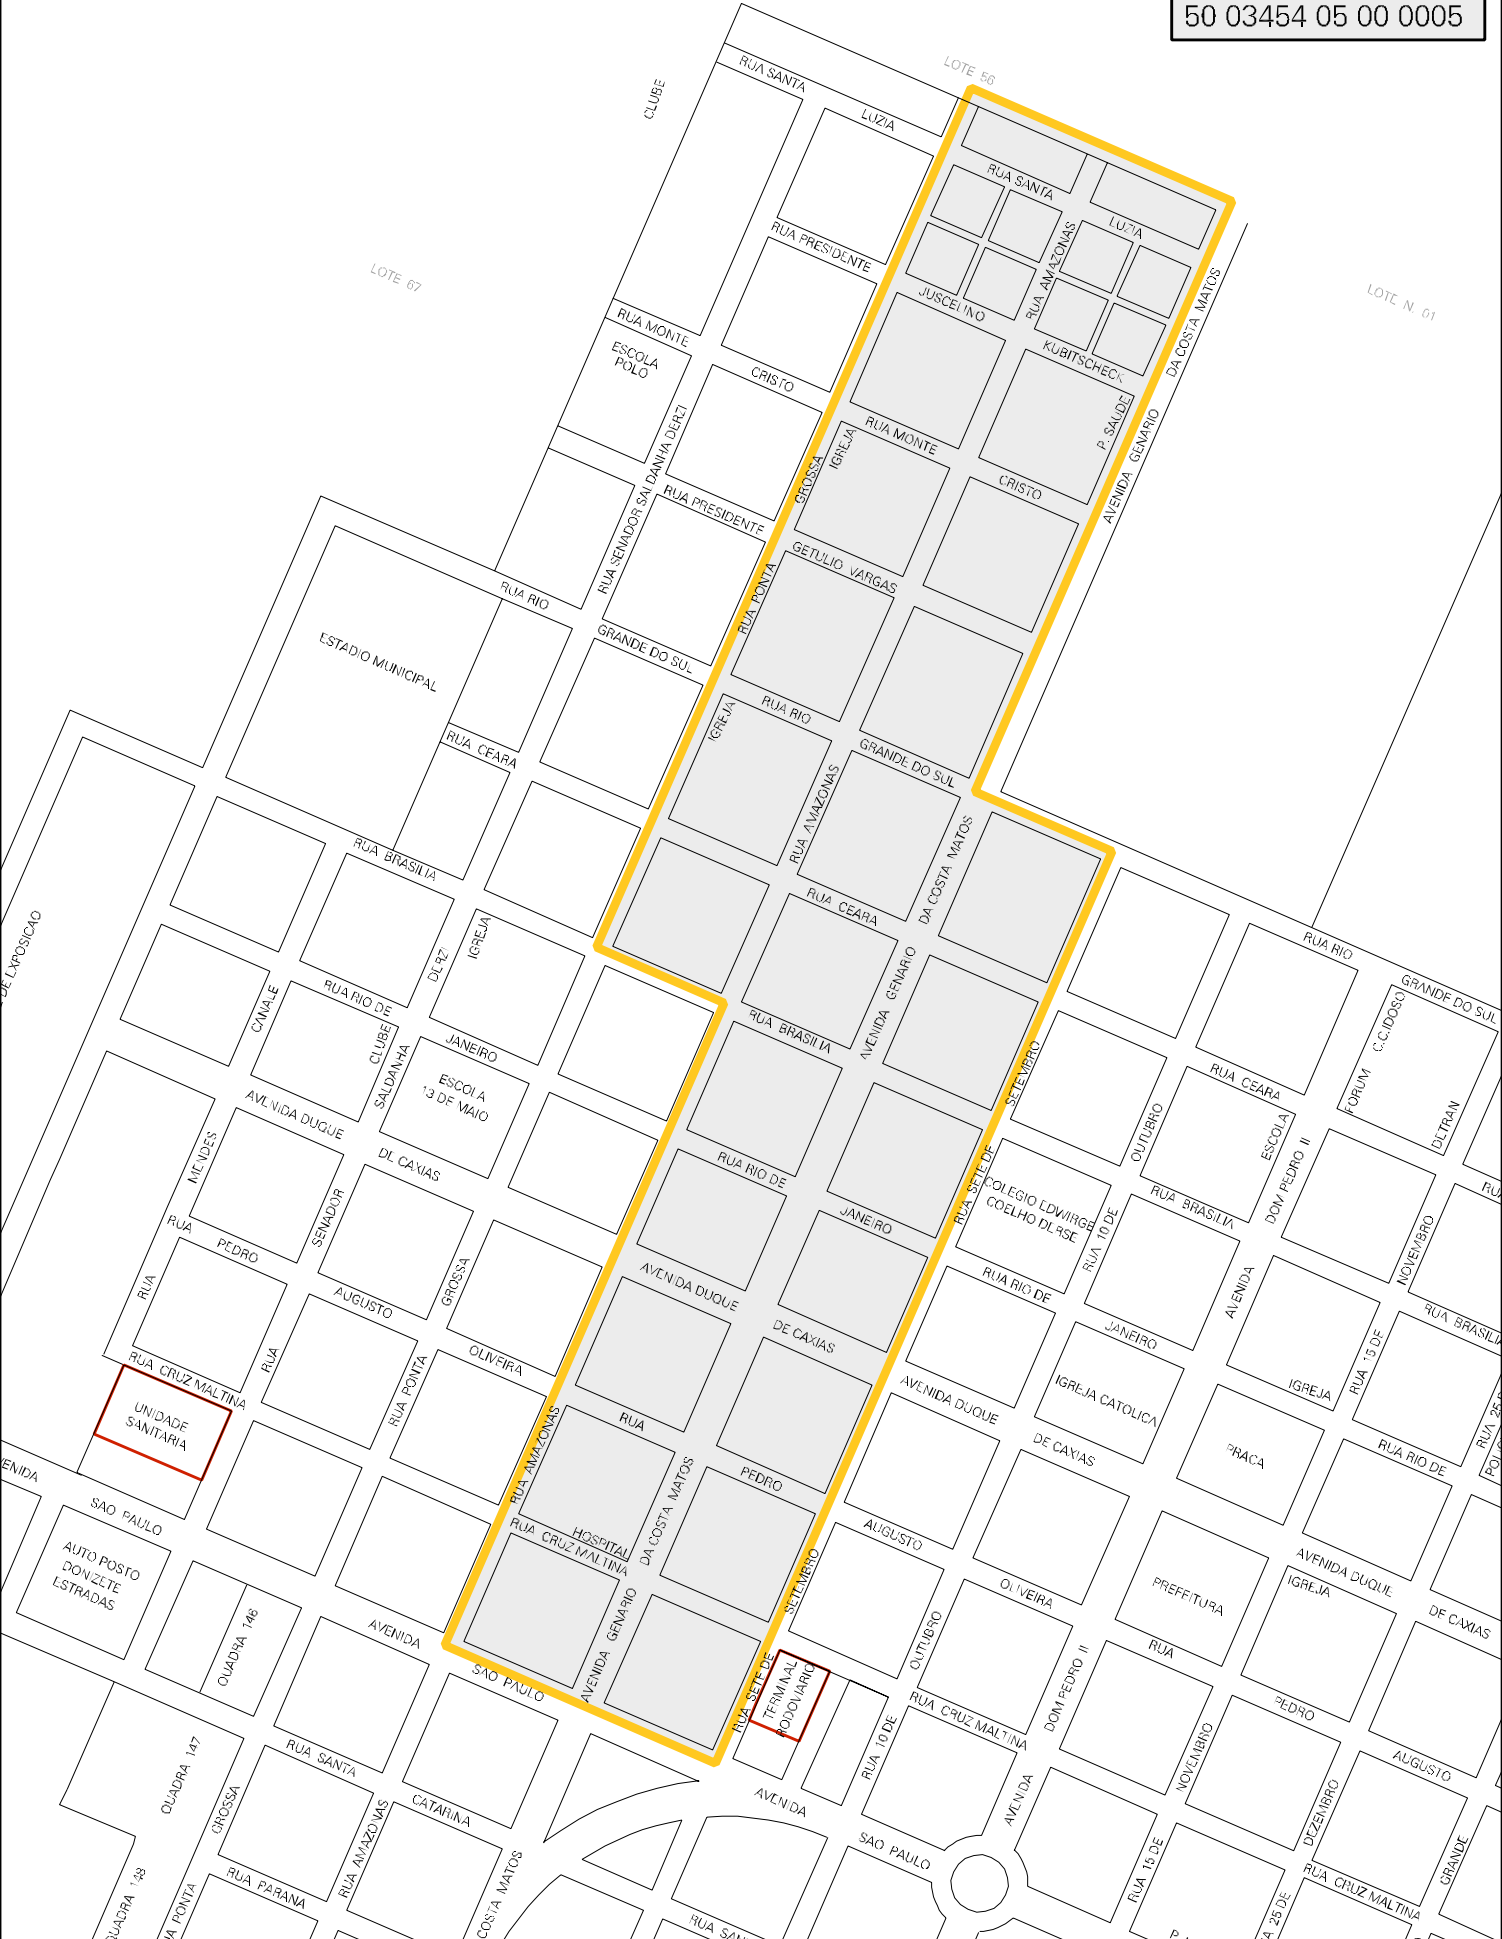 50 03454 05 00 0005
LOTE 56
CLUBE
RUA SANTA
LUZIA
RUA SANTA
LUZIA
RUA PRESIDENTE
RUA AMAZONAS
LOTE 67
LOTE N. 01
JUSCELINO
KUBITSCHECK
DA COSTA MATOS
RUA MONTE
ESCOLA
POLO
CRISTO
RUA MONTE
CRISTO
P. SAUDE
IGREJA
AVENIDA GENARIO
GROSSA
RUA SENADOR SALDANHA DERZI
RUA PRESIDENTE
GETULIO VARGAS
RUA PONTA
RUA RIO
GRANDE DO SUL
ESTADIO MUNICIPAL
IGREJA
RUA RIO
GRANDE DO SUL
RUA CEARA
RUA AMAZONAS
DA COSTA MATOS
RUA BRASILIA
RUA CEARA
DE EXPOSICAO
IGREJA
DERZI
AVENIDA GENARIO
RUA RIO
GRANDE DO SUL
CANALE
RUA RIO DE
JANEIRO
CLUBE
SALDANHA
RUA BRASILIA
SETEMBRO
C.C.IDOSO
FORUM
RUA CEARA
ESCOLA
13 DE MAIO
AVENIDA DUQUE
DE CAXIAS
OUTUBRO
ESCOLA
DETRAN
MENDES
RUA RIO DE
JANEIRO
RUA SETE DE
COLEGIO EDWIRGE
COELHO DERSE
RUA BRASILIA
DOM PEDRO II
SENADOR
RUA
PEDRO
RUA 10 DE
RUA
NOVEMBRO
RUA
AUGUSTO
GROSSA
AVENIDA DUQUE
DE CAXIAS
RUA RIO DE
JANEIRO
AVENIDA
RUA BRASILIA
RUA CRUZ MALTINA
RUA
OLIVEIRA
RUA PONTA
AVENIDA DUQUE
DE CAXIAS
IGREJA CATOLICA
IGREJA
RUA 15 DE
UNIDADE
SANITARIA
RUA AMAZONAS
RUA
PEDRO
PRACA
RUA RIO DE
ENIDA
SAO PAULO
DA COSTA MATOS
HOSPITAL
RUA CRUZ MALTINA
AUGUSTO
OLIVEIRA
AUTO POSTO
DONIZETE
ESTRADAS
SETEMBRO
PREFEITURA
AVENIDA DUQUE
DE CAXIAS
IGREJA
QUADRA 146
AVENIDA
SAO PAULO
AVENIDA GENARIO
OUTUBRO
RUA
PEDRO
AUGUSTO
RUA SETE DE
TERMINAL
RODOVIARIO
DOM PEDRO II
RUA CRUZ MALTINA
RUA 10 DE
NOVEMBRO
QUADRA 147
RUA SANTA
CATARINA
GROSSA
RUA AMAZONAS
AVENIDA
SAO PAULO
AVENIDA
DEZEMBRO
GRANDE
QUADRA 148
RUA PARANA
COSTA MATOS
RUA 15 DE
RUA CRUZ MALTINA
A PONTA
A 25 DE